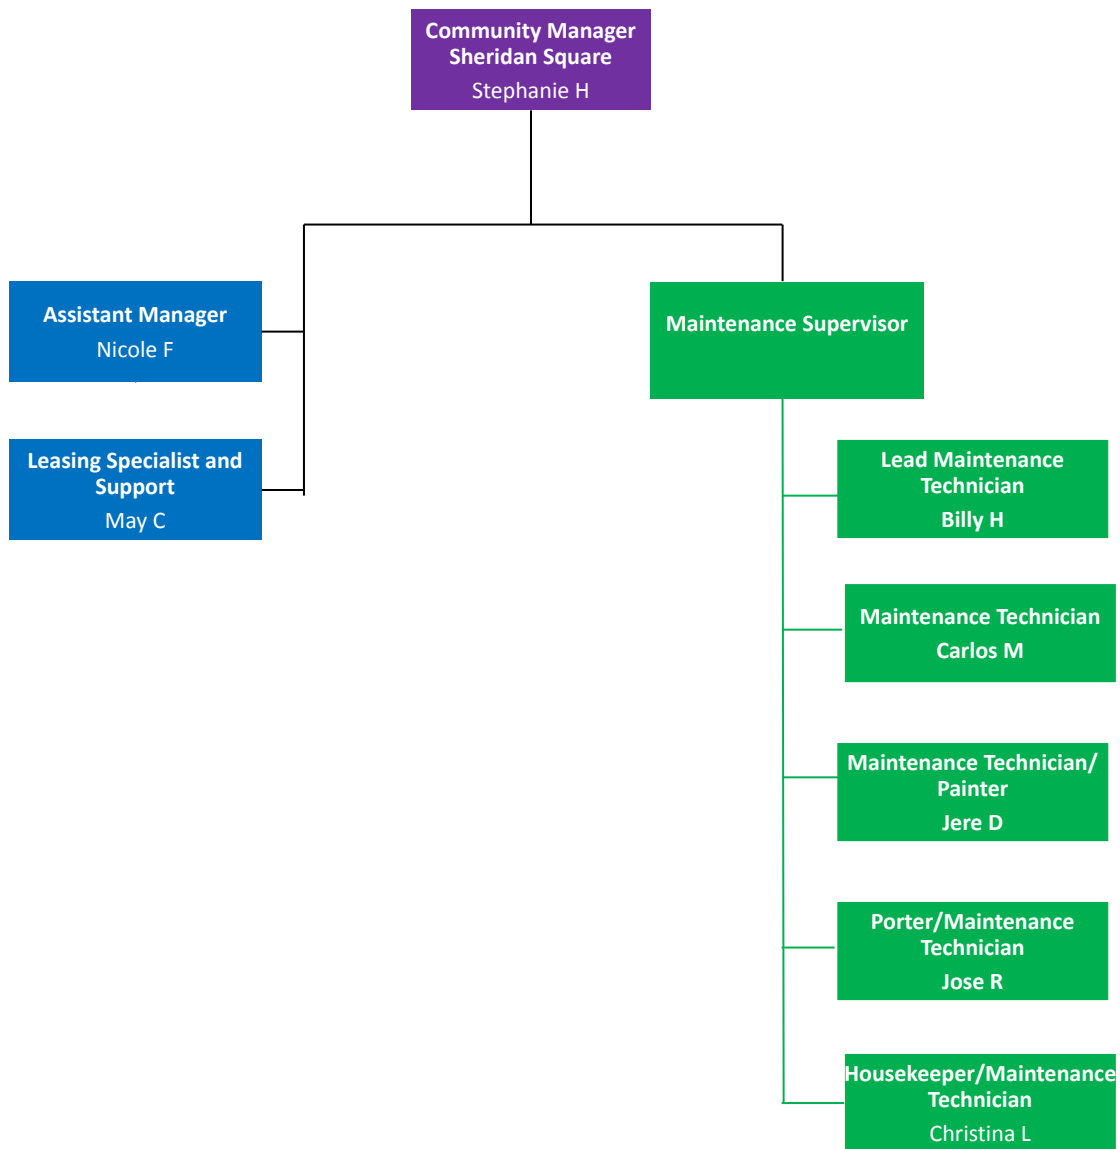 Community Manager
Sheridan Square
Stephanie H
Assistant Manager
Nicole F
Leasing Specialist and
Support
May C
Maintenance Supervisor
Lead Maintenance
Technician
Billy H
Maintenance Technician
Carlos M
Maintenance Technician/
Painter
Jere D
Porter/Maintenance
Technician
Jose R
Housekeeper/Maintenance
Technician
Christina L